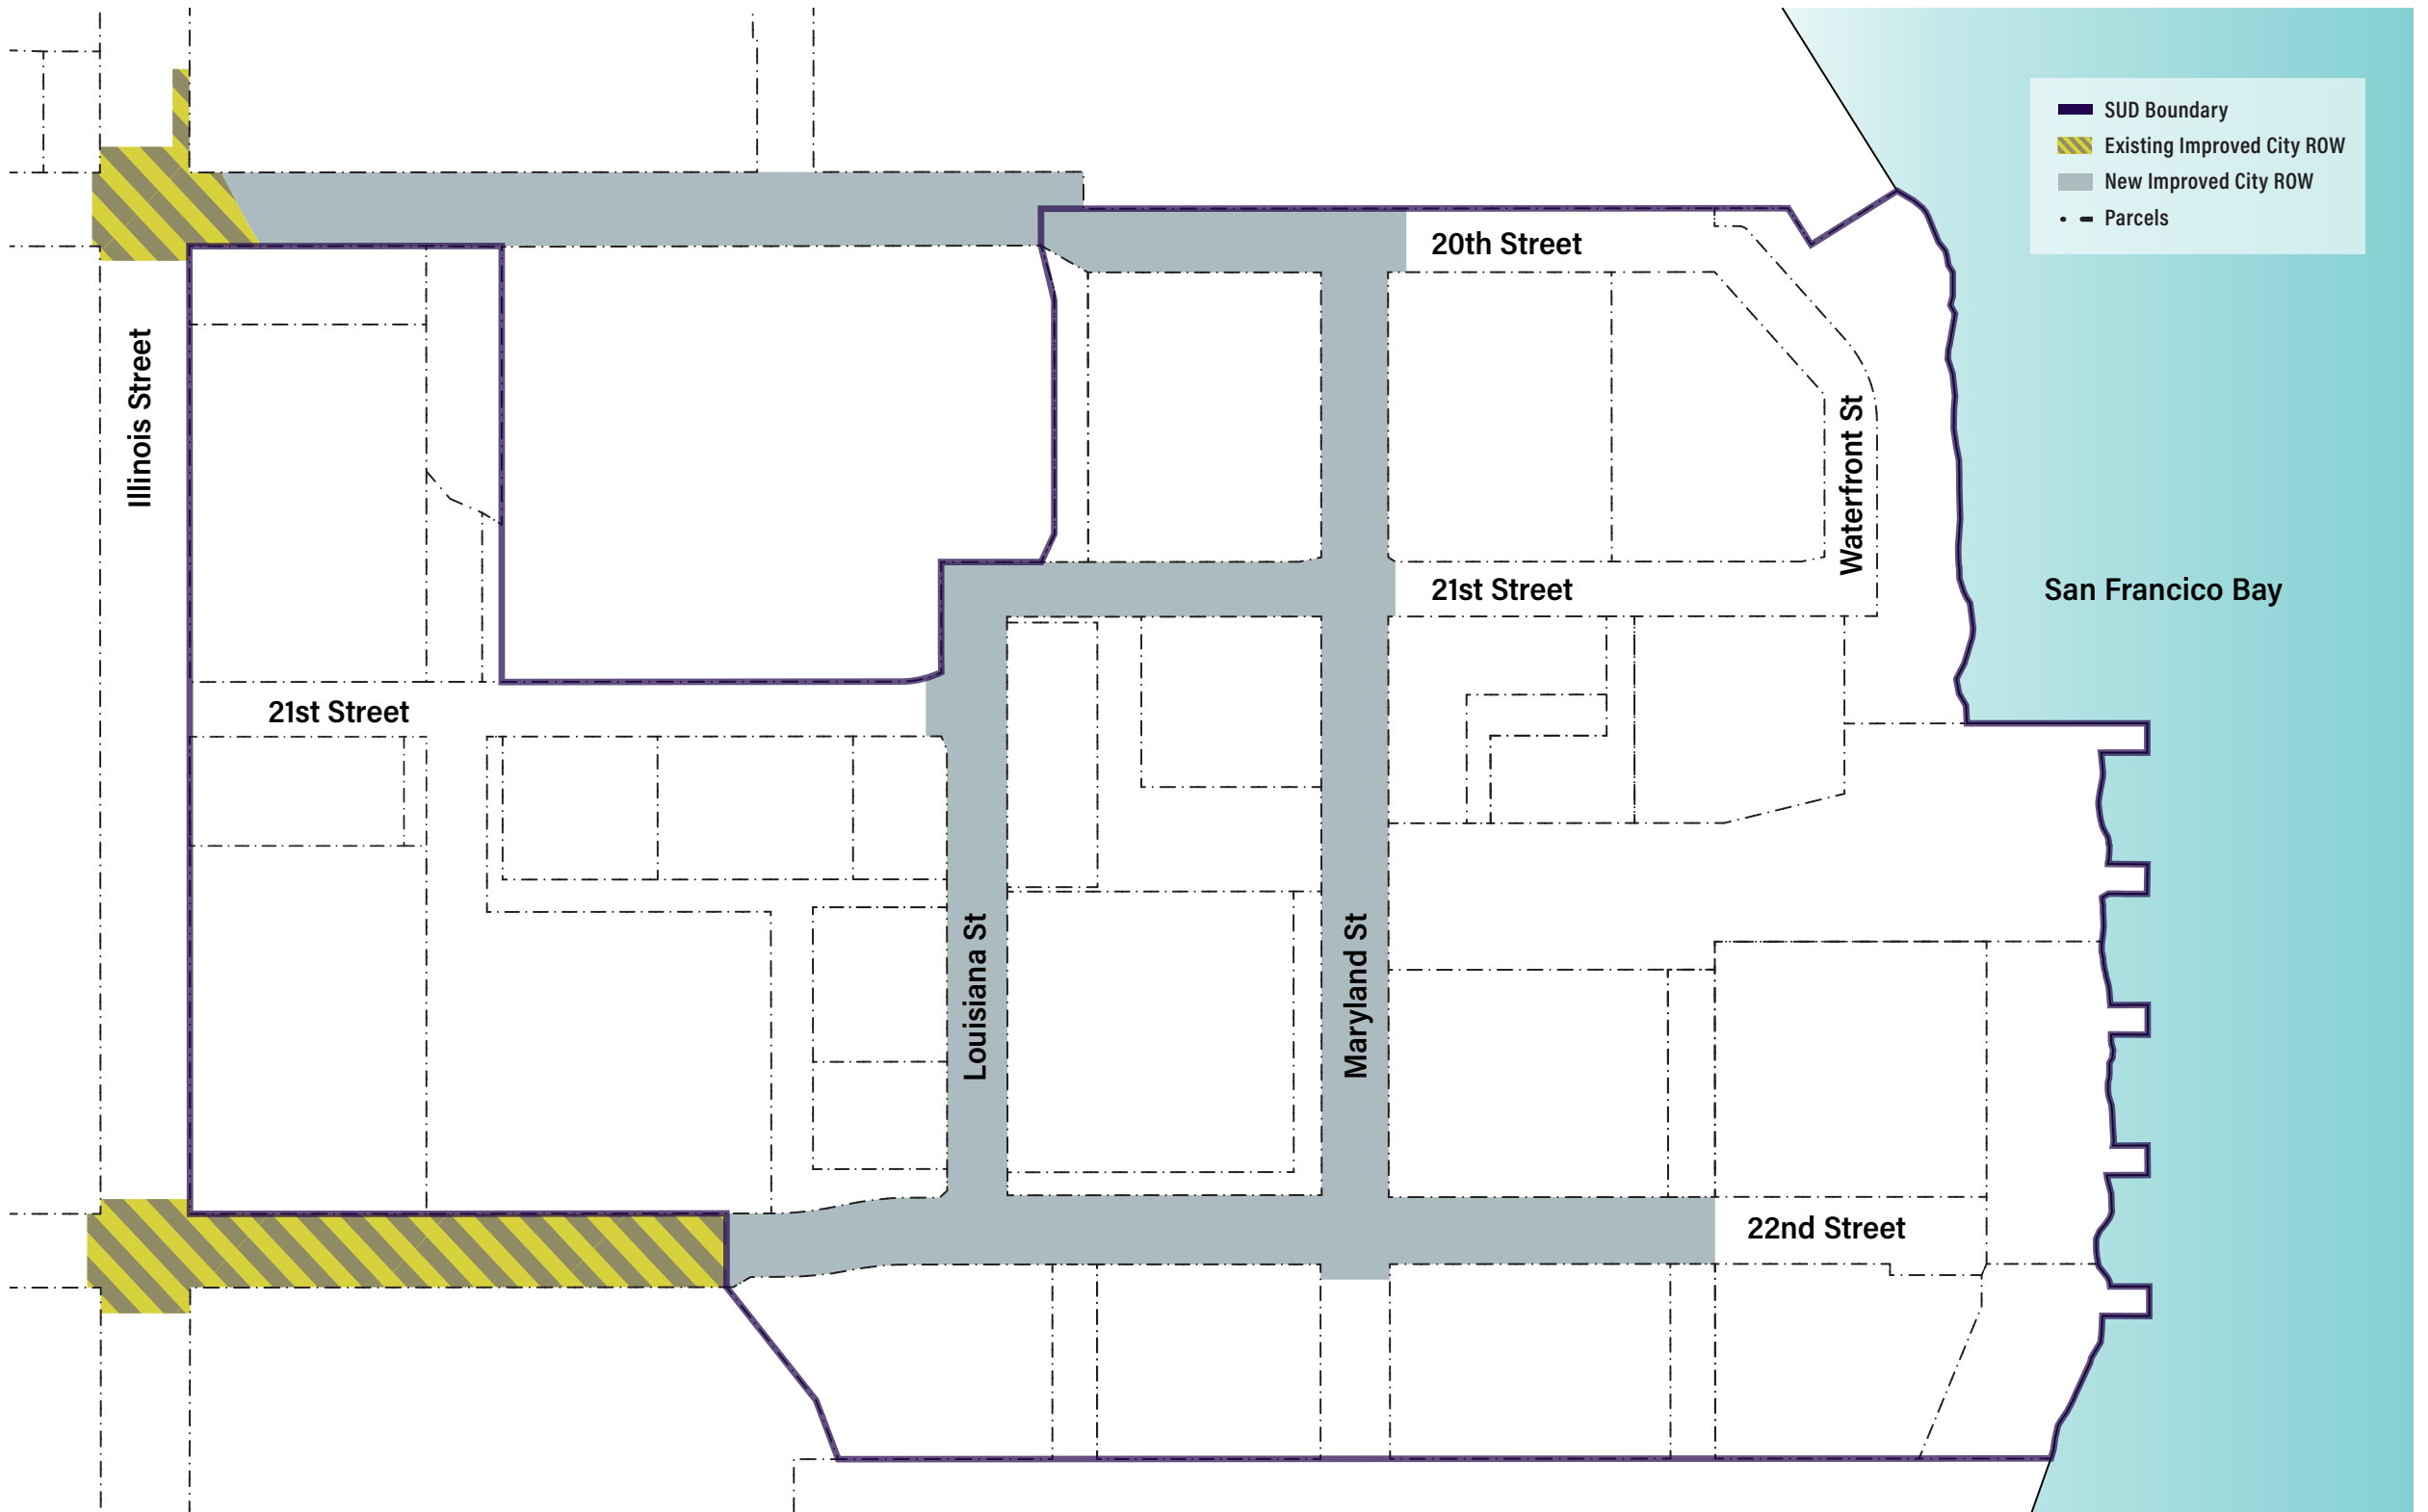 SUD Boundary
Existing Improved City ROW
New Improved City ROW
Parcels
20th Street
Illinois Street
Waterfront St
21st Street
San Francico Bay
21st Street
Louisiana St
Maryland St
22nd Street